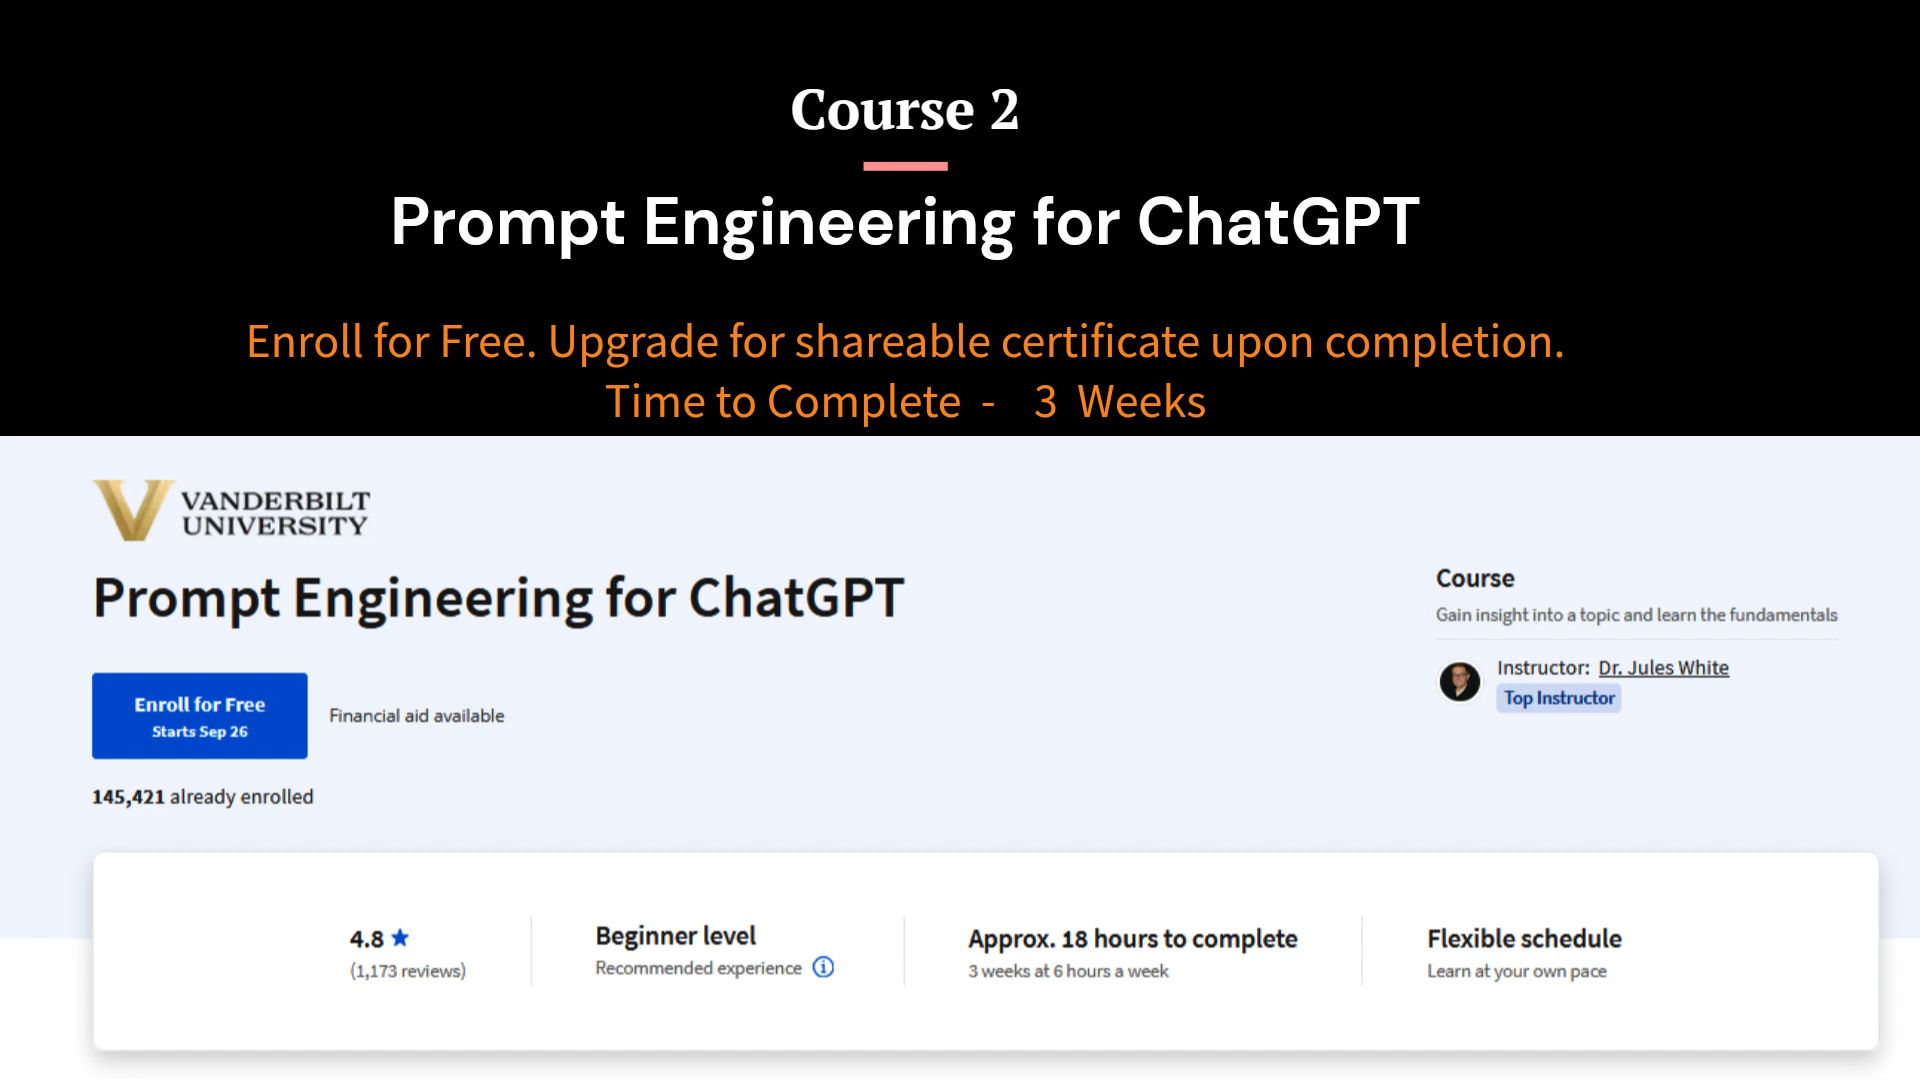 Course 2
Prompt Engineering for ChatGPT
Enroll for Free. Upgrade for shareable certificate upon completion.
Time to Complete - 3 Weeks
VANDERBILT
UNIVERSITY
Prompt Engineering for ChatGPT
Enroll for Free
Starts Sep 26
Financial aid available
145,421 already enrolled
Course
Gain insight into a topic and learn the fundamentals
Instructor: Dr. Jules White
Top Instructor
4.8 ★
(1,173 reviews)
Beginner level
Recommended experience
Approx. 18 hours to complete
3 weeks at 6 hours a week
Flexible schedule
Learn at your own pace